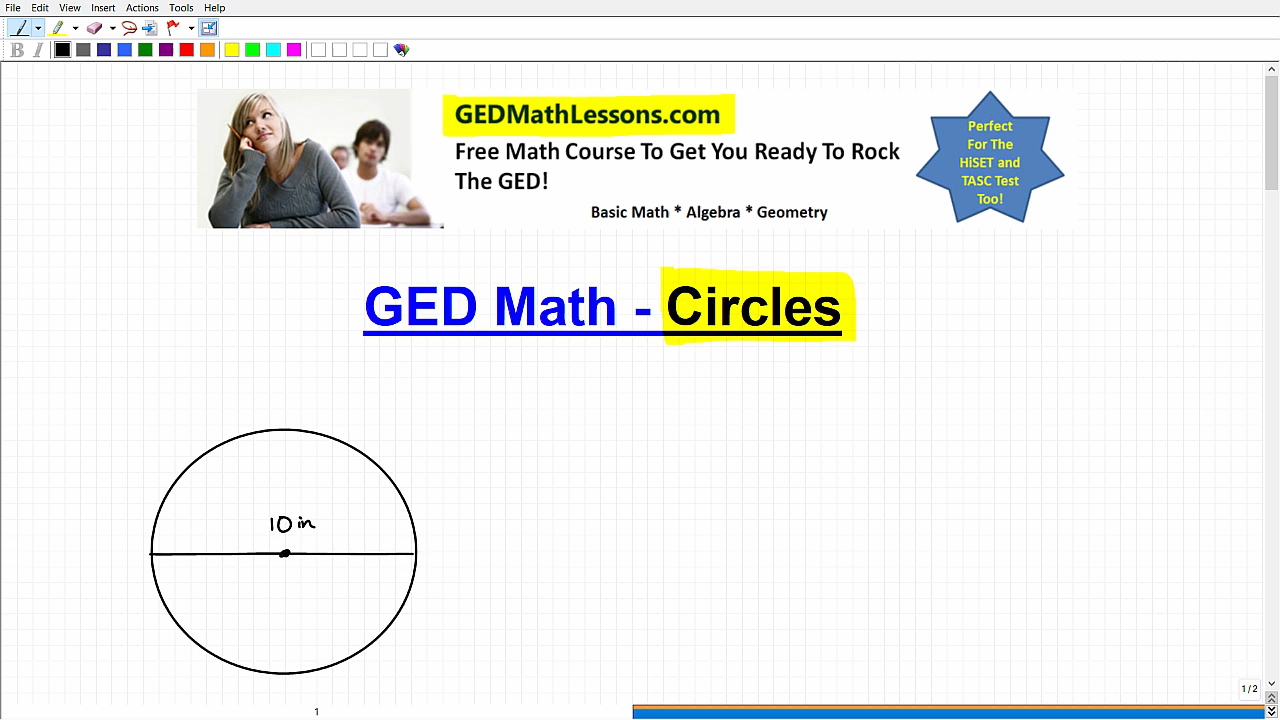 File Edit View Insert Actions Tools Help
B I
GEDMathLessons.com
Free Math Course To Get You Ready To Rock
The GED!
Basic Math * Algebra * Geometry
Perfect
For The
HiSET and
TASC Test
Too!
GED Math - Circles
10 in
1 / 2
1